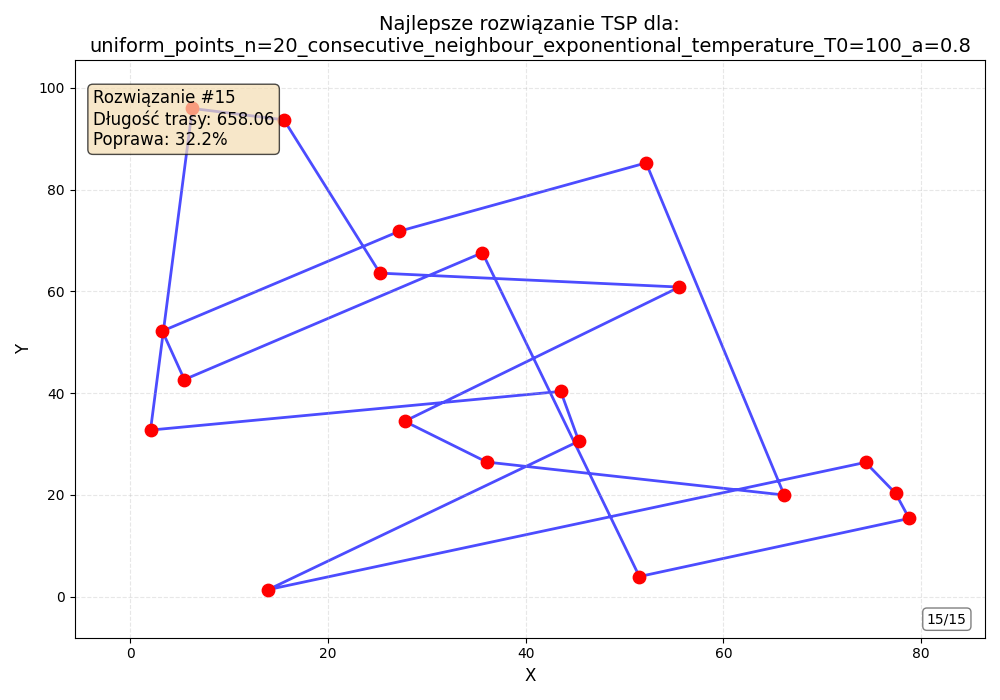 Najlepsze rozwiązanie TSP dla:
uniform_points_n=20_consecutive_neighbour_exponential_temperature_T0=100_a=0.8
Rozwiązanie #15
Długość trasy: 658.06
Poprawa: 32.2%
100
80
60
40
20
0
Y
15/15
0 20 40 60 80
X